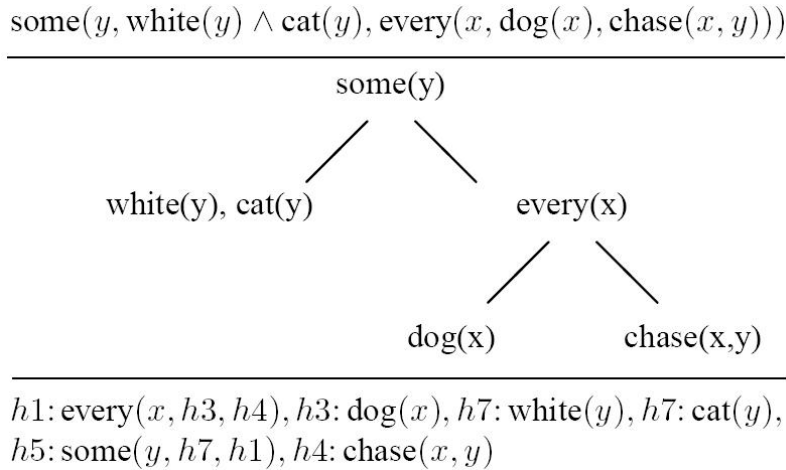 some(y, white(y) ∧ cat(y), every(x, dog(x), chase(x, y)))
some(y)
white(y), cat(y)
every(x)
dog(x)
chase(x,y)
h1: every(x, h3, h4), h3: dog(x), h7: white(y), h7: cat(y),
h5: some(y, h7, h1), h4: chase(x, y)